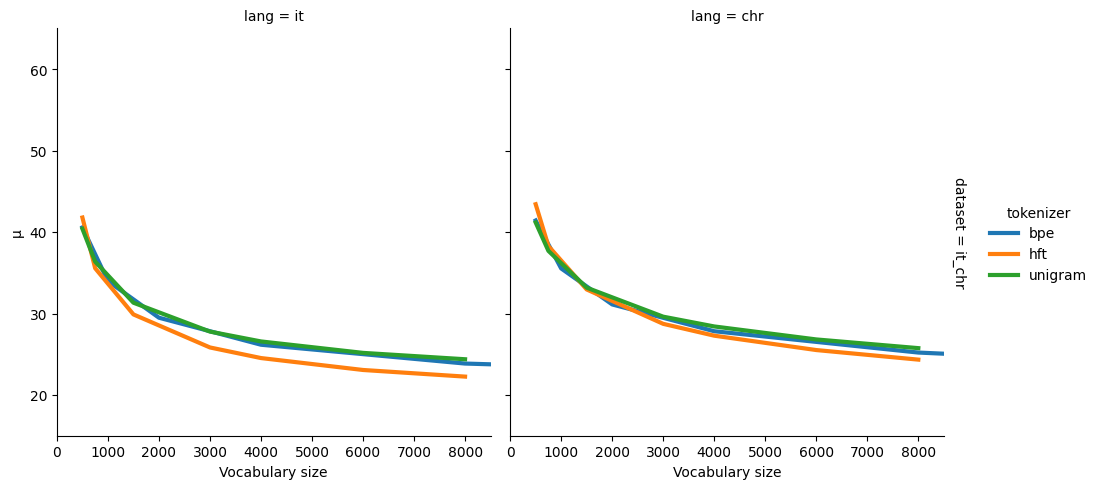 lang = it
lang = chr
60
50
40
30
20
μ
0 1000 2000 3000 4000 5000 6000 7000 8000
0 1000 2000 3000 4000 5000 6000 7000 8000
Vocabulary size
Vocabulary size
dataset = it_chr
tokenizer
bpe
hft
unigram